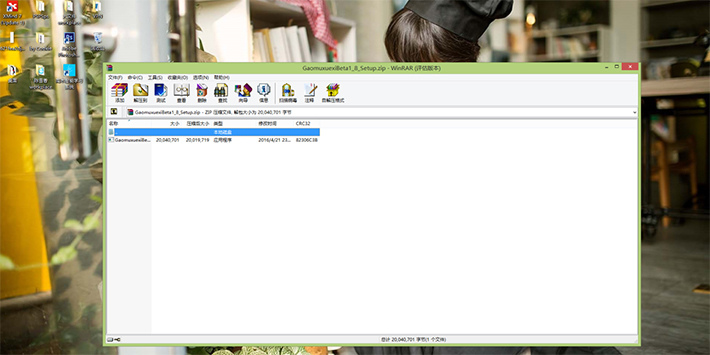 GaomuxuexiBeta1_8_Setup.zip - WinRAR (评估版本)
文件(F) 命令(C) 工具(S) 收藏夹(O) 选项(N) 帮助(H)
添加 解压到 测试 查看 删除 查找 向导 信息 扫描病毒 注释 自解压格式
GaomuxuexiBeta1_8_Setup.zip - ZIP 压缩文件, 解包大小为 20,040,701 字节
名称 大小 压缩后大小 类型 修改时间 CRC32
本地磁盘
GaomuxuexiBe... 20,040,701 20,019,719 应用程序 2016/4/21 23... 82306C38
总计 20,040,701 字节(1 个文件)